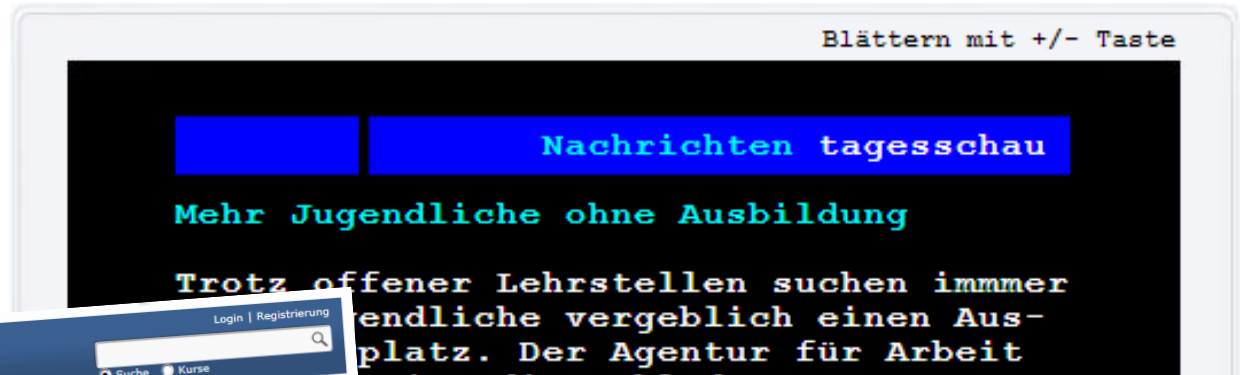 Blättern mit +/- Taste
Nachrichten tagesschau
Mehr Jugendliche ohne Ausbildung
Trotz offener Lehrstellen suchen immmer
endliche vergeblich einen Aus-
platz. Der Agentur für Arbeit
Login | Registrierung
Suche Kurse